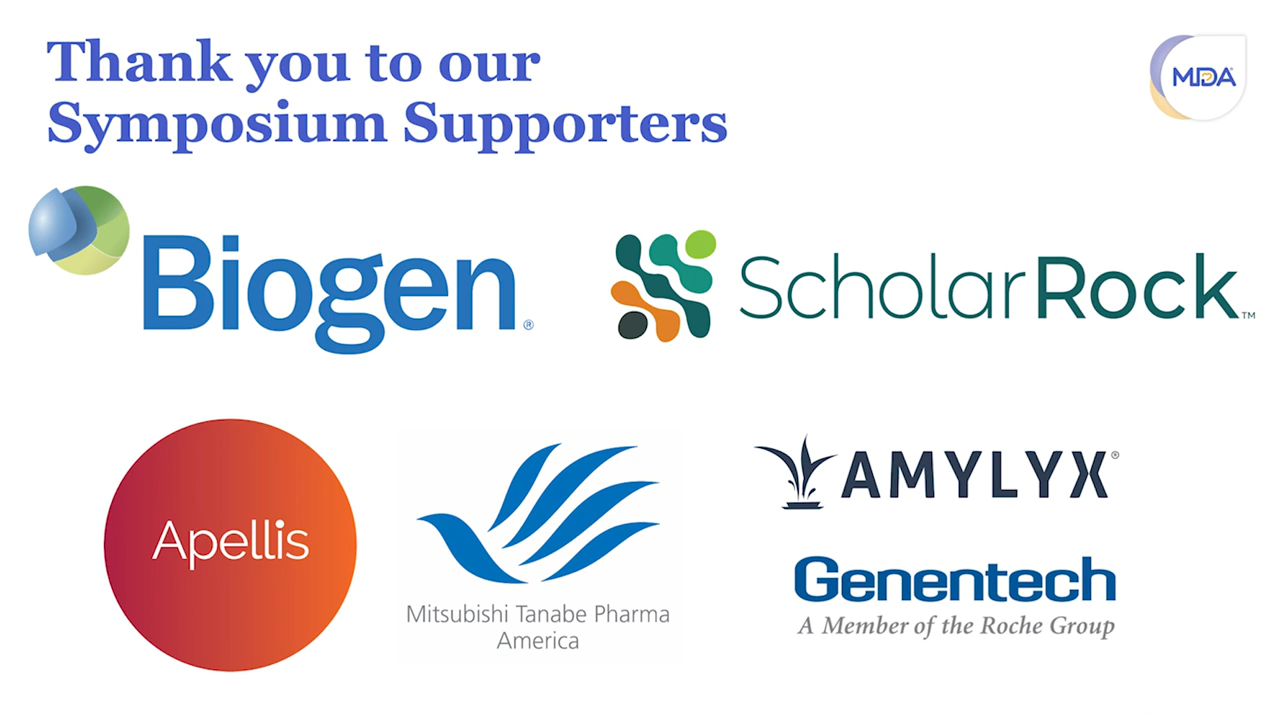 Thank you to our
Symposium Supporters
MDA®
Biogen®
ScholarRock™
Apellis
Mitsubishi Tanabe Pharma
America
AMYLYX®
Genentech
A Member of the Roche Group